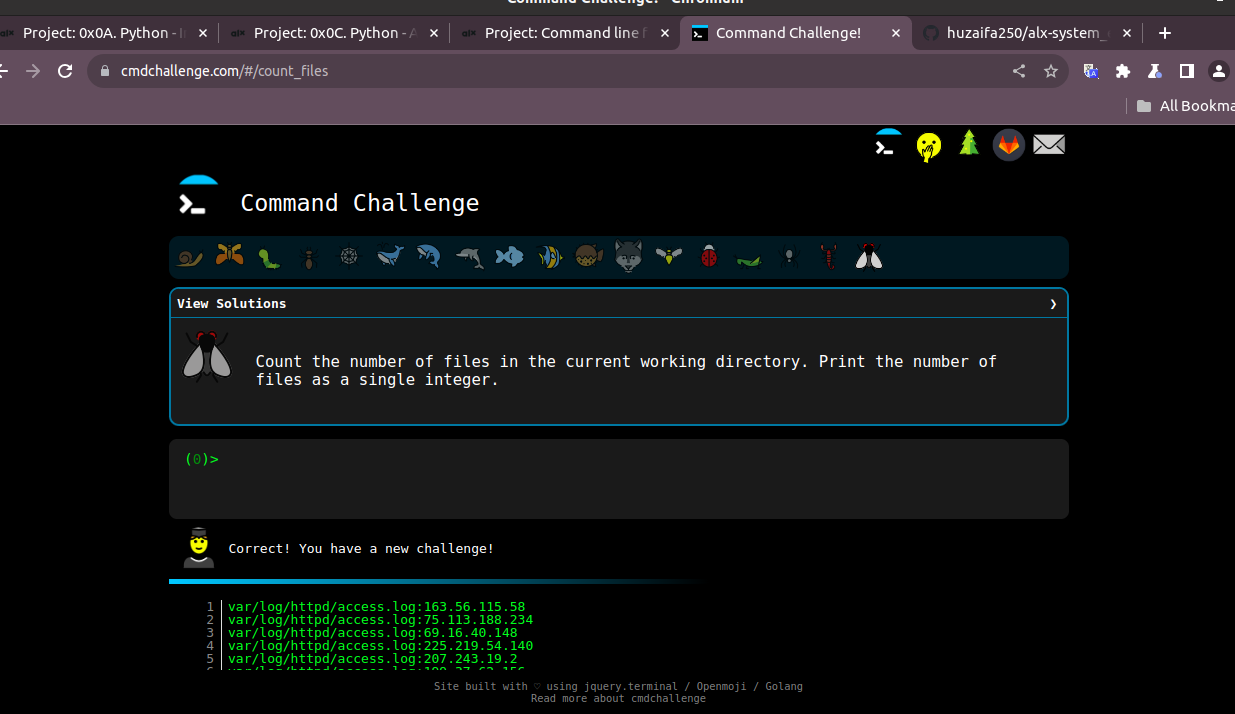 Command Challenge! - Chromium
Project: 0x0A. Python - I
Project: 0x0C. Python - A
Project: Command line f
Command Challenge!
huzaifa250/alx-system_
cmdchallenge.com/#/count_files
All Bookma
Command Challenge
View Solutions
Count the number of files in the current working directory. Print the number of
files as a single integer.
(0)>
Correct! You have a new challenge!
1 var/log/httpd/access.log:163.56.115.58
2 var/log/httpd/access.log:75.113.188.234
3 var/log/httpd/access.log:69.16.40.148
4 var/log/httpd/access.log:225.219.54.140
5 var/log/httpd/access.log:207.243.19.2
Site built with ♡ using jquery.terminal / Openmoji / Golang
Read more about cmdchallenge